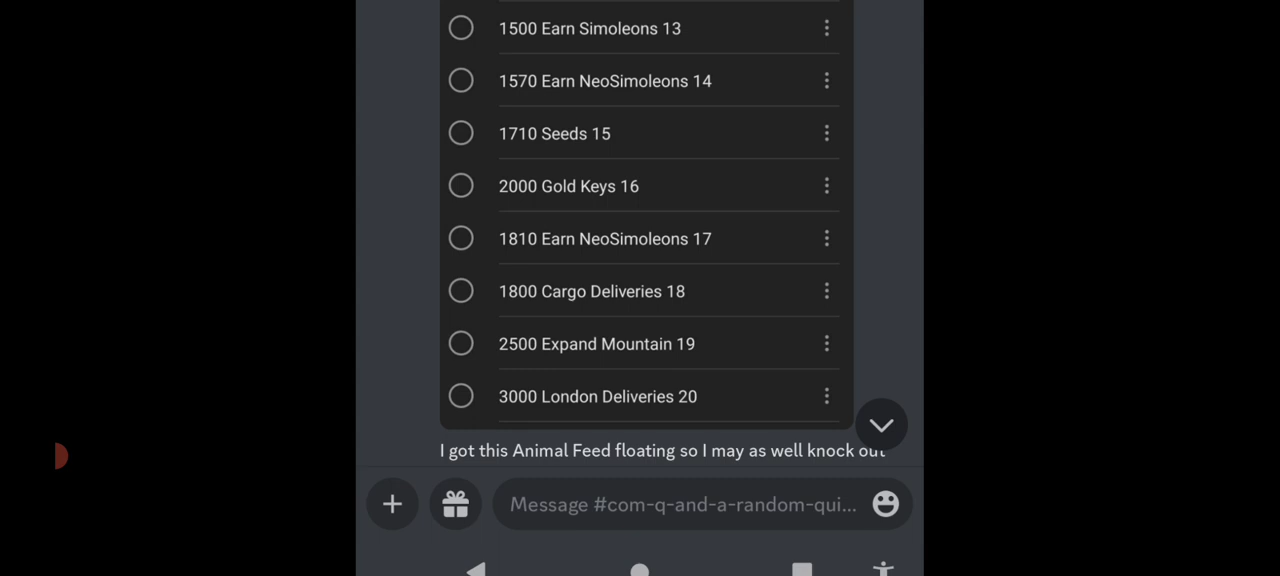 1500 Earn Simoleons 13
1570 Earn NeoSimoleons 14
1710 Seeds 15
2000 Gold Keys 16
1810 Earn NeoSimoleons 17
1800 Cargo Deliveries 18
2500 Expand Mountain 19
3000 London Deliveries 20
I got this Animal Feed floating so I may as well knock out
Message #com-q-and-a-random-qui...